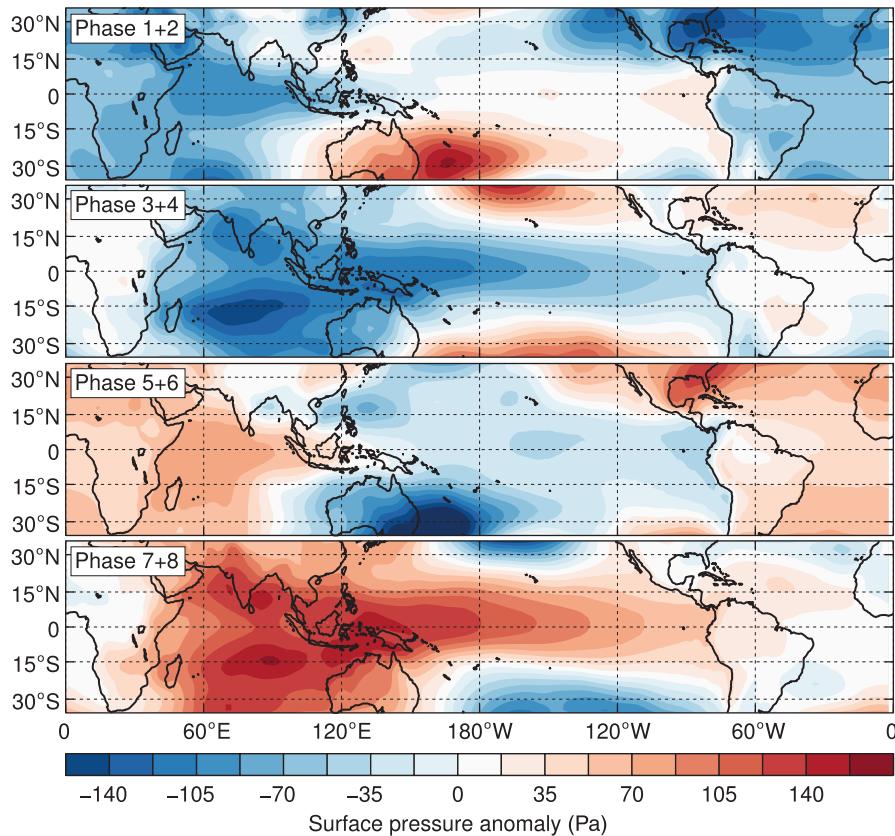 Phase 1+2
30°N
15°N
0
15°S
30°S
Phase 3+4
30°N
15°N
0
15°S
30°S
Phase 5+6
30°N
15°N
0
15°S
30°S
Phase 7+8
30°N
15°N
0
15°S
30°S
0 60°E 120°E 180°W 120°W 60°W 0
−140 −105 −70 −35 0 35 70 105 140
Surface pressure anomaly (Pa)